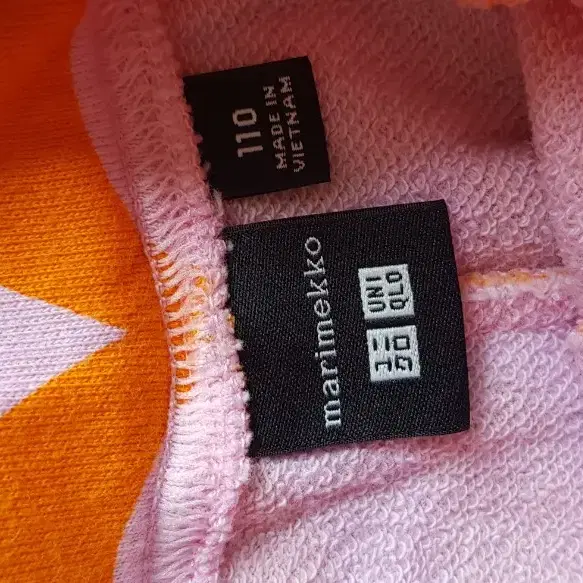 110
MADE IN
VIETNAM
marimekko
ユニ
クロ
UNI
QLO